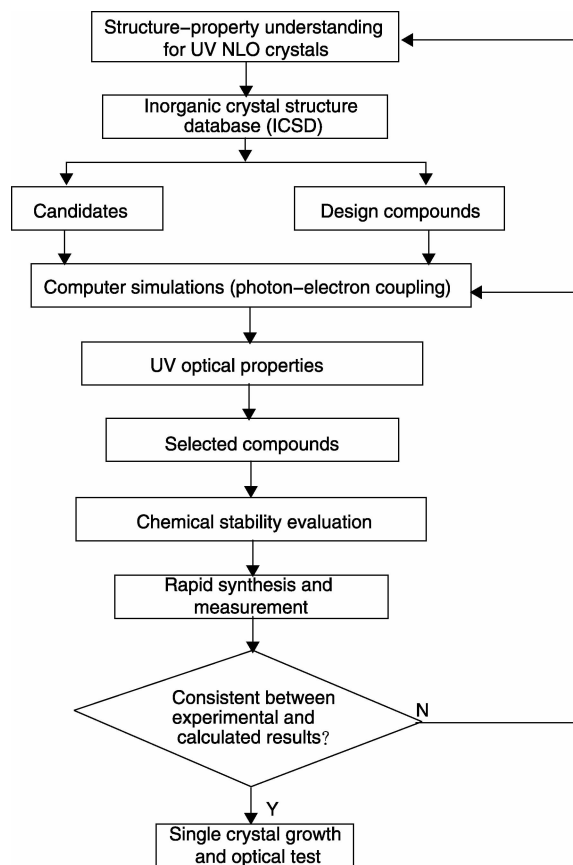 Structure–property understanding
for UV NLO crystals
Inorganic crystal structure
database (ICSD)
Candidates
Design compounds
Computer simulations (photon–electron coupling)
UV optical properties
Selected compounds
Chemical stability evaluation
Rapid synthesis and
measurement
Consistent between
experimental and
calculated results?
N
Y
Single crystal growth
and optical test